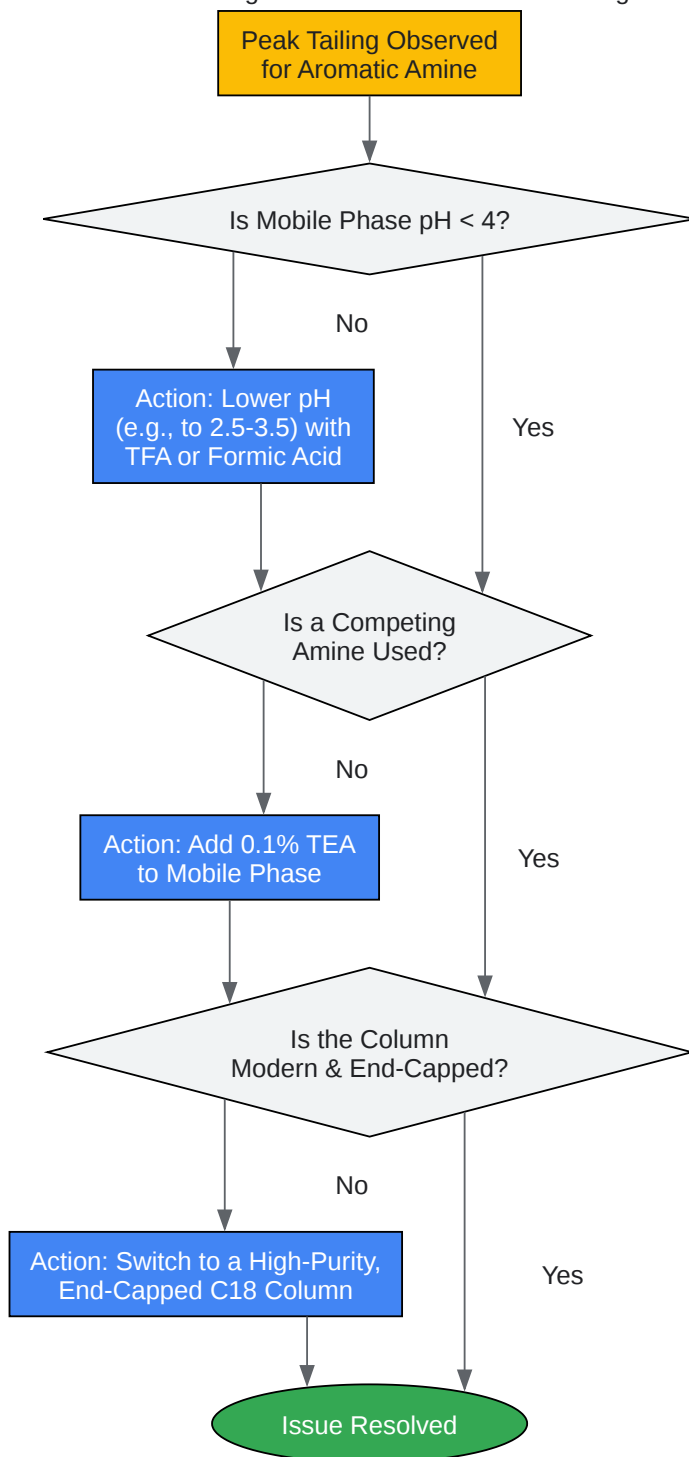 Peak Tailing Observed
for Aromatic Amine
Is Mobile Phase pH < 4?
No
Action: Lower pH
(e.g., to 2.5-3.5) with
TFA or Formic Acid
Yes
Is a Competing
Amine Used?
No
Action: Add 0.1% TEA
to Mobile Phase
Yes
Is the Column
Modern & End-Capped?
No
Action: Switch to a High-Purity,
End-Capped C18 Column
Yes
Issue Resolved